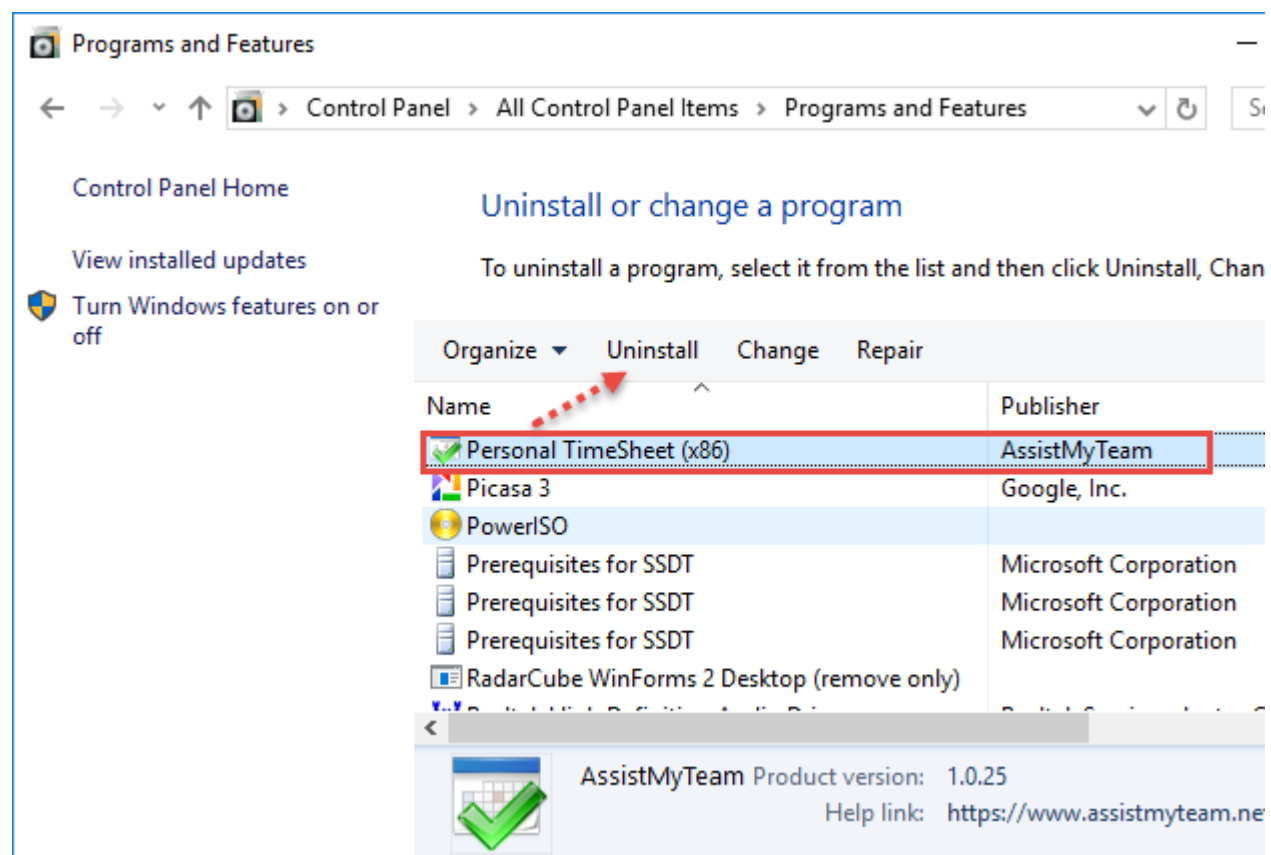 Programs and Features
Control Panel > All Control Panel Items > Programs and Features
Control Panel Home
View installed updates
Turn Windows features on or
off
Uninstall or change a program
To uninstall a program, select it from the list and then click Uninstall, Chan
Organize Uninstall Change Repair
Name Publisher
Personal TimeSheet (x86) AssistMyTeam
Picasa 3 Google, Inc.
PowerISO
Prerequisites for SSDT Microsoft Corporation
Prerequisites for SSDT Microsoft Corporation
Prerequisites for SSDT Microsoft Corporation
RadarCube WinForms 2 Desktop (remove only)
AssistMyTeam Product version: 1.0.25
Help link: https://www.assistmyteam.ne